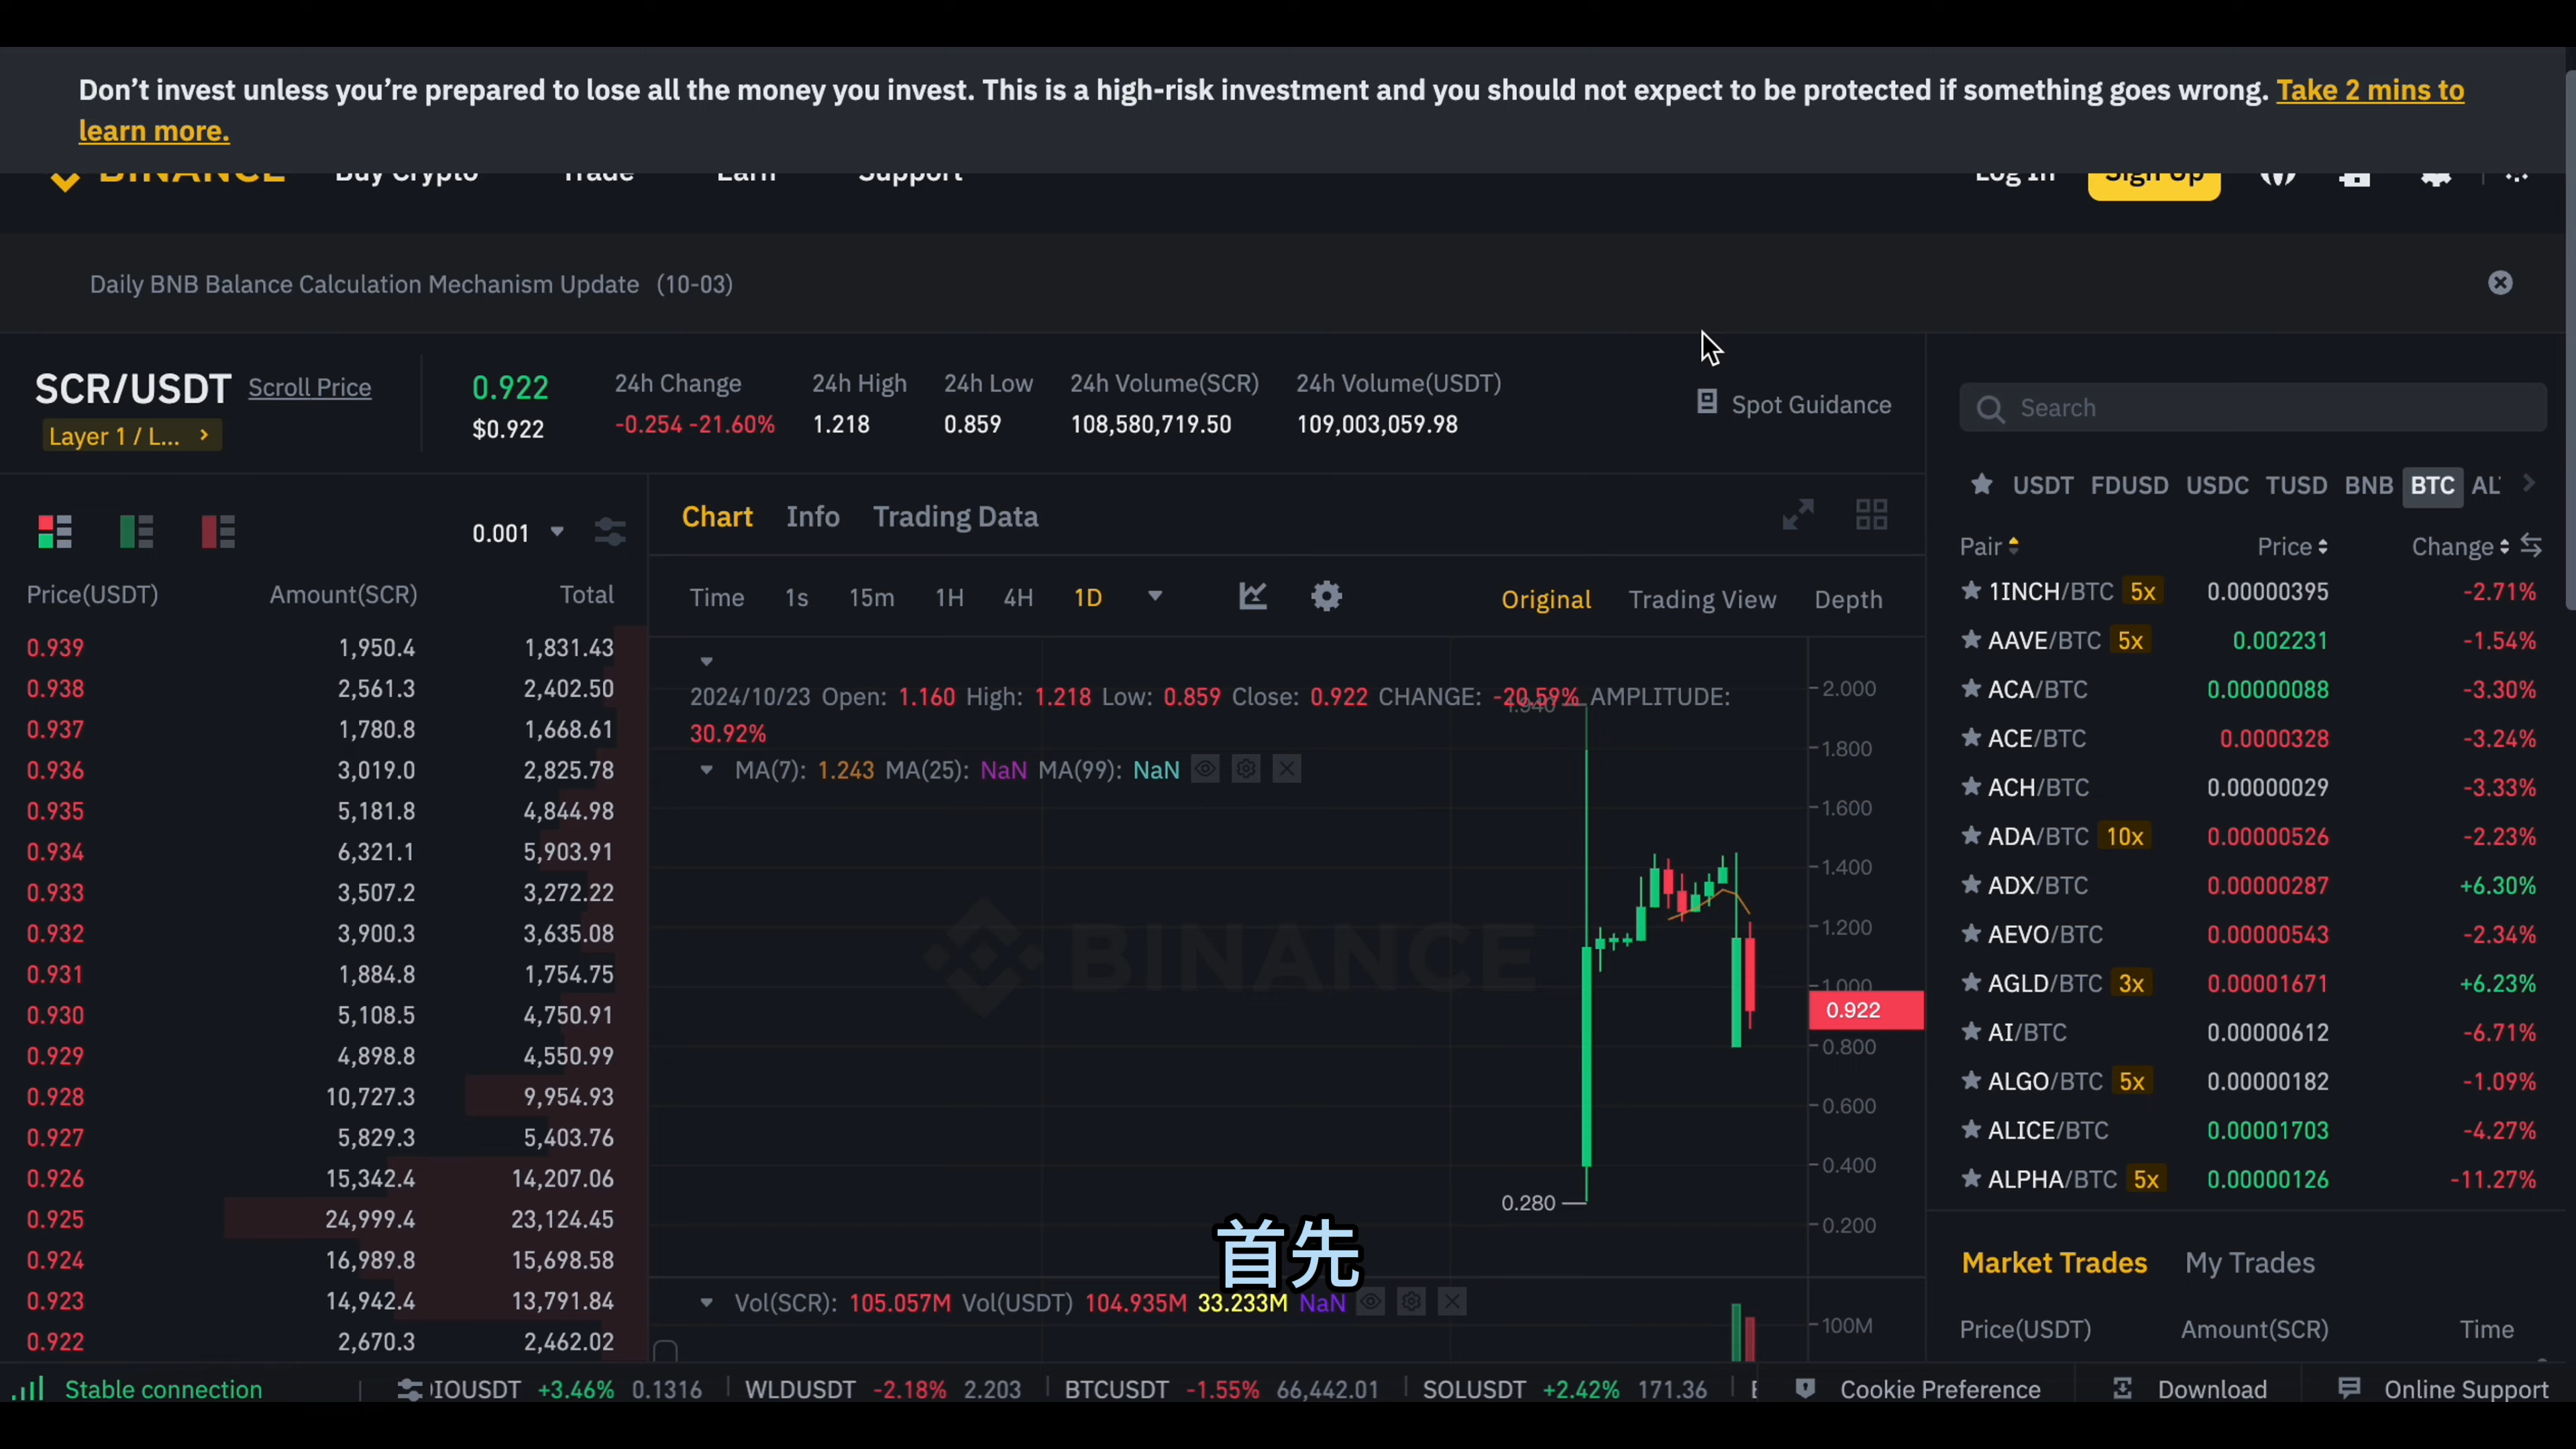 Don't invest unless you're prepared to lose all the money you invest. This is a high-risk investment and you should not expect to be protected if something goes wrong. Take 2 mins to
learn more.
BINANCE Buy Crypto Trade Earn Support Log In Sign Up
Daily BNB Balance Calculation Mechanism Update (10-03)
SCR/USDT Scroll Price
Layer 1 / L... >
0.922
$0.922
24h Change
-0.254 -21.60%
24h High
1.218
24h Low
0.859
24h Volume(SCR)
108,580,719.50
24h Volume(USDT)
109,003,059.98
Spot Guidance
0.001
Price(USDT) Amount(SCR) Total
0.939 1,950.4 1,831.43
0.938 2,561.3 2,402.50
0.937 1,780.8 1,668.61
0.936 3,019.0 2,825.78
0.935 5,181.8 4,844.98
0.934 6,321.1 5,903.91
0.933 3,507.2 3,272.22
0.932 3,900.3 3,635.08
0.931 1,884.8 1,754.75
0.930 5,108.5 4,750.91
0.929 4,898.8 4,550.99
0.928 10,727.3 9,954.93
0.927 5,829.3 5,403.76
0.926 15,342.4 14,207.06
0.925 24,999.4 23,124.45
0.924 16,989.8 15,698.58
0.923 14,942.4 13,791.84
0.922 2,670.3 2,462.02
Chart Info Trading Data
Time 1s 15m 1H 4H 1D
Original Trading View Depth
2024/10/23 Open: 1.160 High: 1.218 Low: 0.859 Close: 0.922 CHANGE: -20.59% AMPLITUDE:
30.92%
MA(7): 1.243 MA(25): NaN MA(99): NaN
1.940
BINANCE
0.280
2.000
1.800
1.600
1.400
1.200
1.000
0.922
0.800
0.600
0.400
0.200
首先
Vol(SCR): 105.057M Vol(USDT) 104.935M 33.233M NaN
100M
Search
USDT FDUSD USDC TUSD BNB BTC
Pair Price Change
1INCH/BTC 5x 0.00000395 -2.71%
AAVE/BTC 5x 0.002231 -1.54%
ACA/BTC 0.00000088 -3.30%
ACE/BTC 0.0000328 -3.24%
ACH/BTC 0.00000029 -3.33%
ADA/BTC 10x 0.00000526 -2.23%
ADX/BTC 0.00000287 +6.30%
AEVO/BTC 0.00000543 -2.34%
AGLD/BTC 3x 0.00001671 +6.23%
AI/BTC 0.00000612 -6.71%
ALGO/BTC 5x 0.00000182 -1.09%
ALICE/BTC 0.00001703 -4.27%
ALPHA/BTC 5x 0.00000126 -11.27%
Market Trades My Trades
Price(USDT) Amount(SCR) Time
Stable connection IOUSDT +3.46% 0.1316 WLDUSDT -2.18% 2.203 BTCUSDT -1.55% 66,442.01 SOLUSDT +2.42% 171.36 Cookie Preference Download Online Support